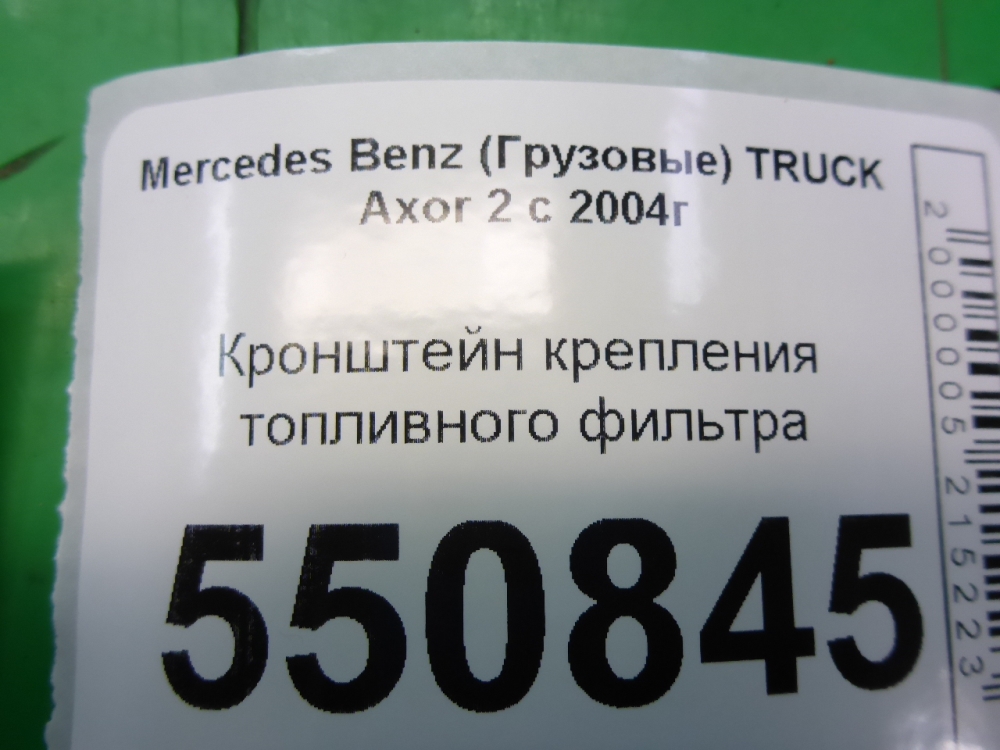 Mercedes Benz (Грузовые) TRUCK
Axor 2 с 2004г
Кронштейн крепления
топливного фильтра
550845
2000005215223